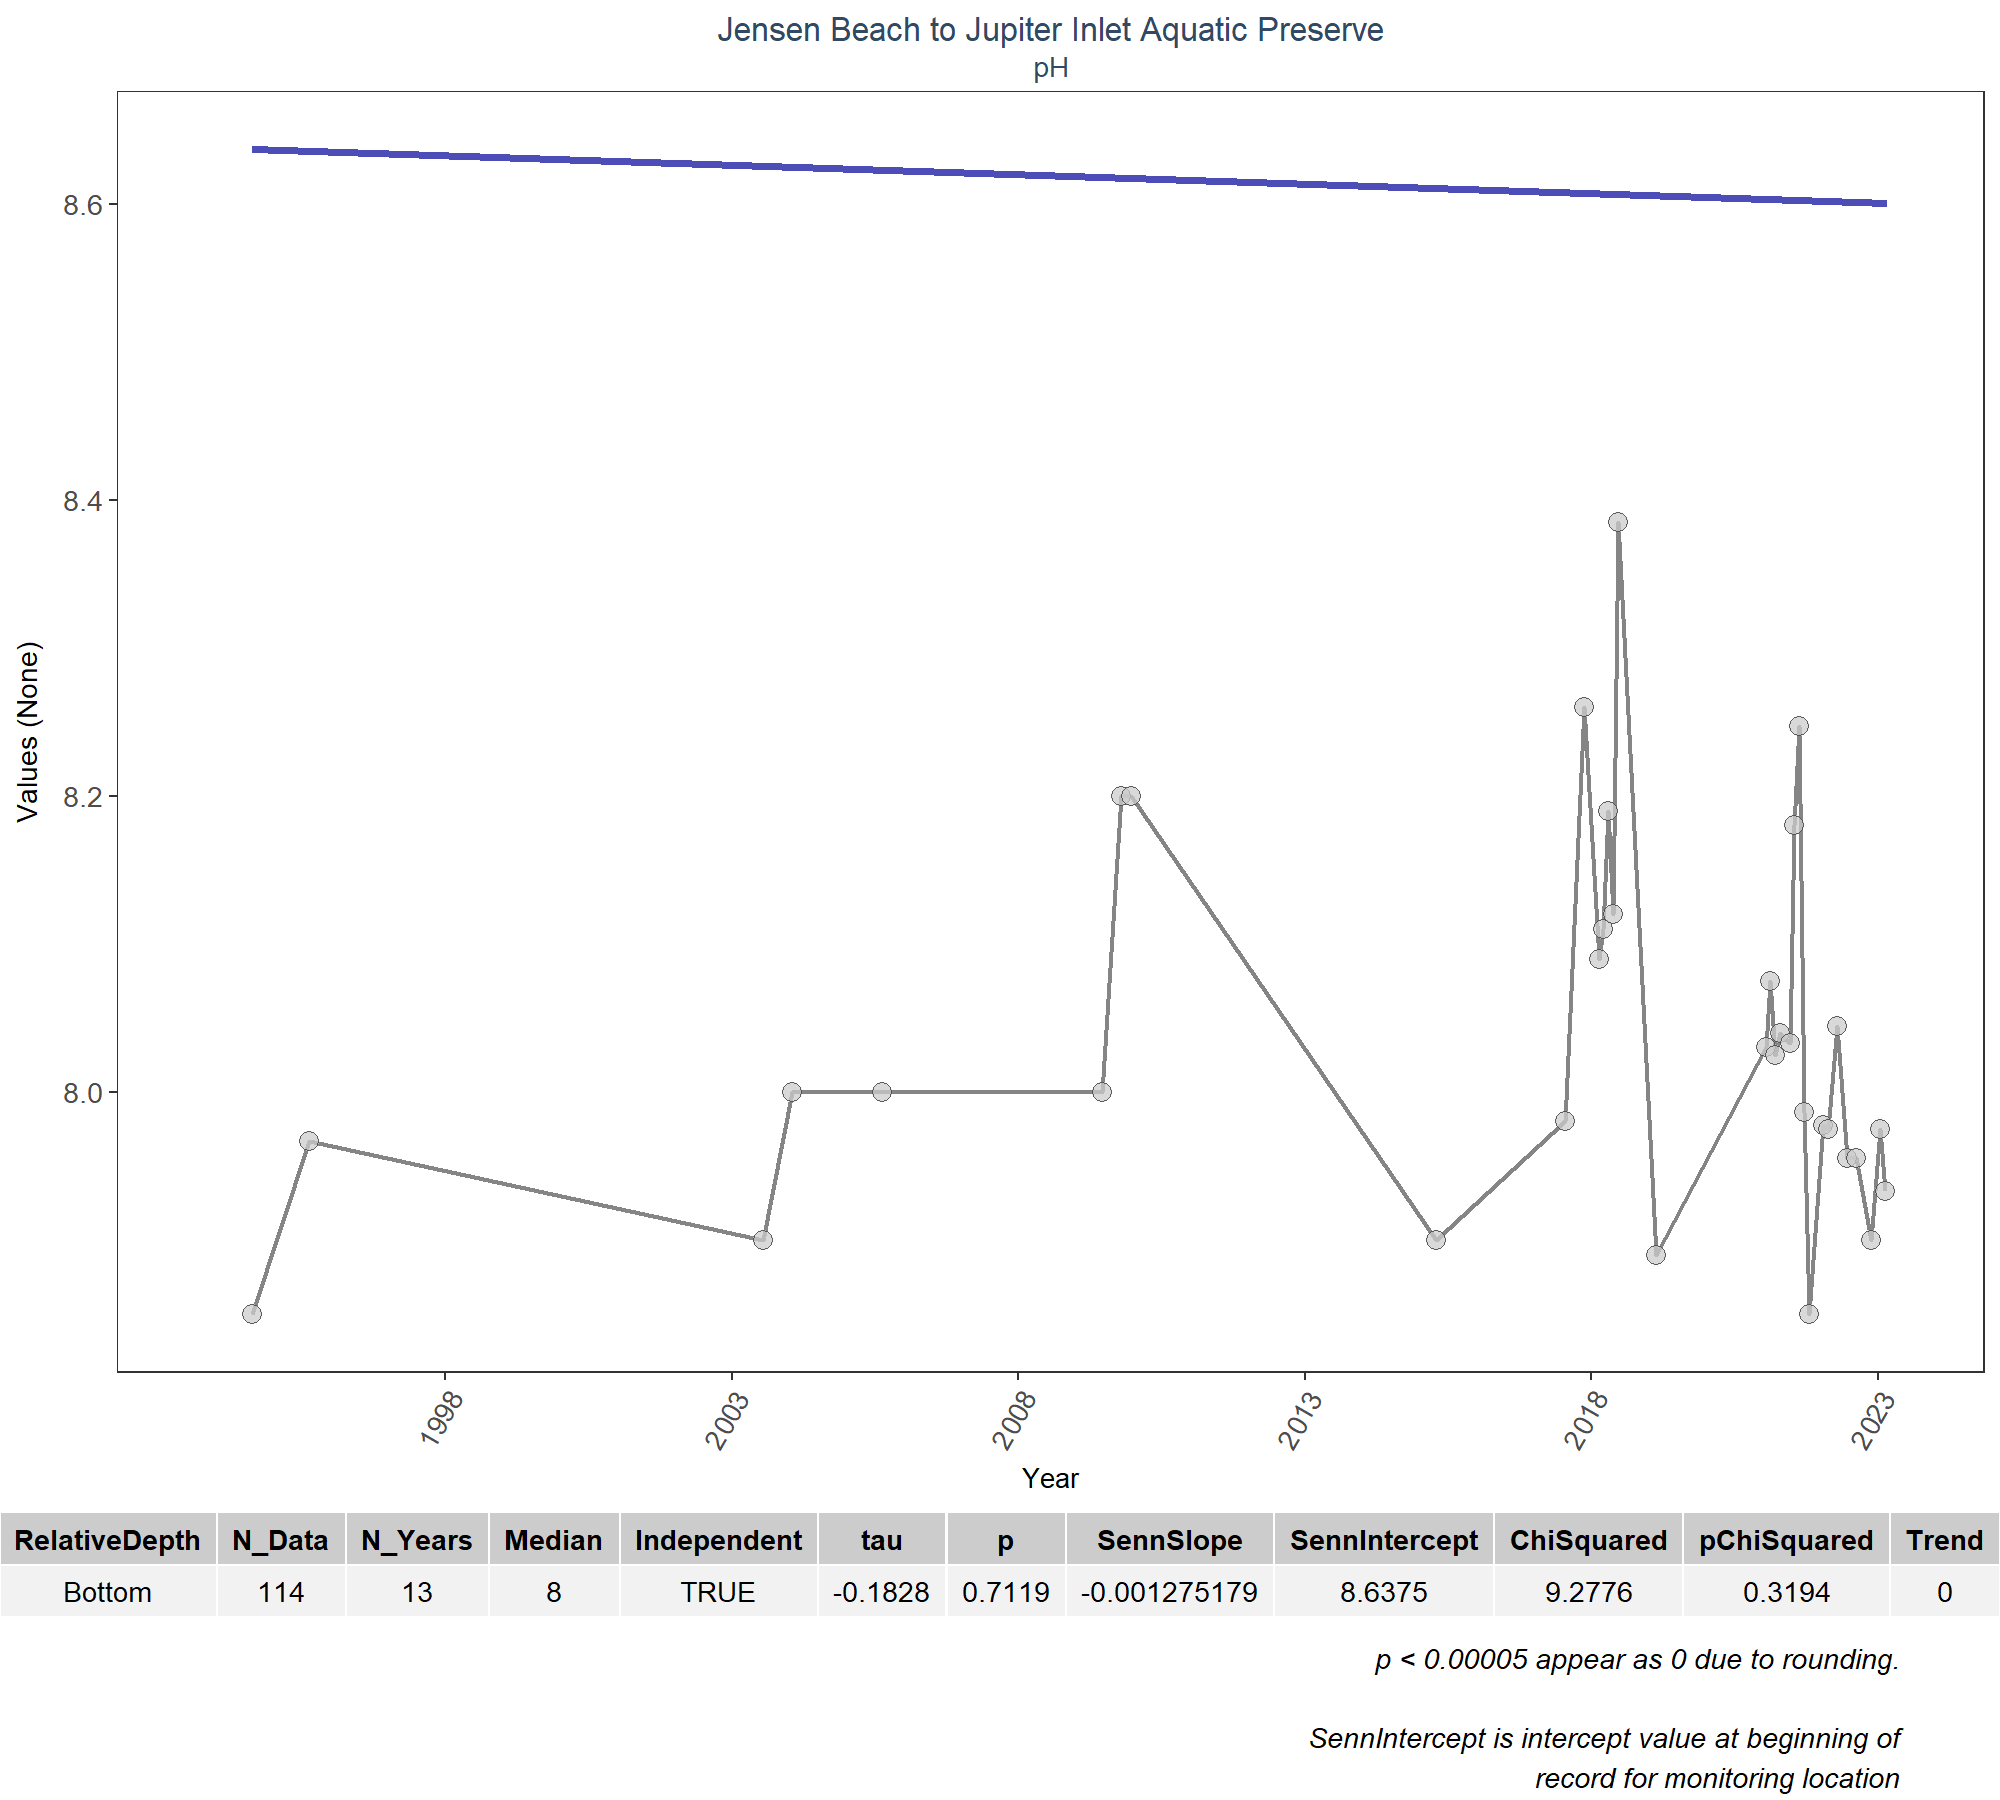 Jensen Beach to Jupiter Inlet Aquatic Preserve
pH
Values (None)
8.6
8.4
8.2
8.0
1998
2003
2008
2013
2018
2023
Year
RelativeDepth N_Data N_Years Median Independent tau p SennSlope SennIntercept ChiSquared pChiSquared Trend
Bottom 114 13 8 TRUE -0.1828 0.7119 -0.001275179 8.6375 9.2776 0.3194 0
p < 0.00005 appear as 0 due to rounding.
SennIntercept is intercept value at beginning of
record for monitoring location